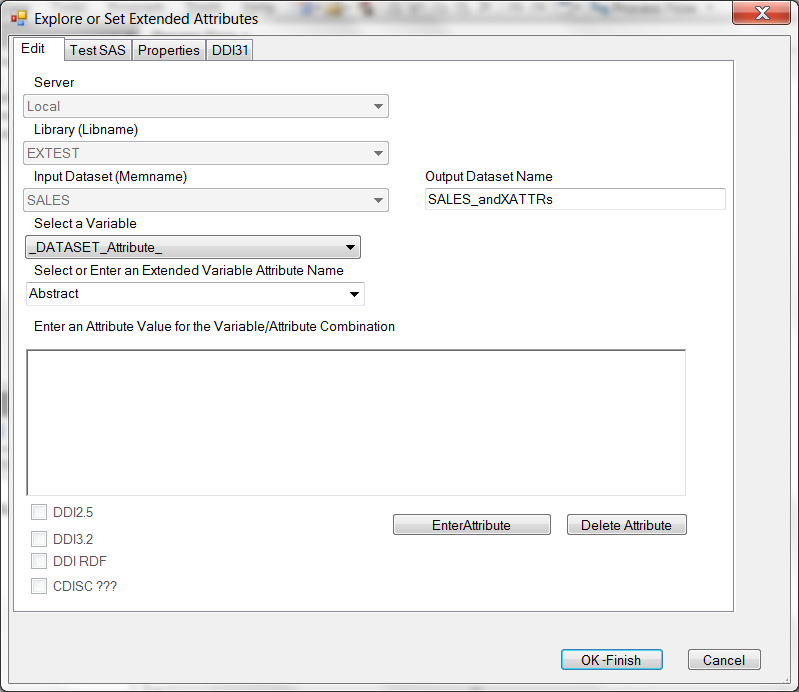 Explore or Set Extended Attributes
Edit Test SAS Properties DDI31
Server
Local
Library (Libname)
EXTEST
Input Dataset (Memname) Output Dataset Name
SALES SALES_andXATTRs
Select a Variable
_DATASET_Attribute_
Select or Enter an Extended Variable Attribute Name
Abstract
Enter an Attribute Value for the Variable/Attribute Combination
DDI2.5
EnterAttribute Delete Attribute
DDI3.2
DDI RDF
CDISC ???
OK -Finish Cancel